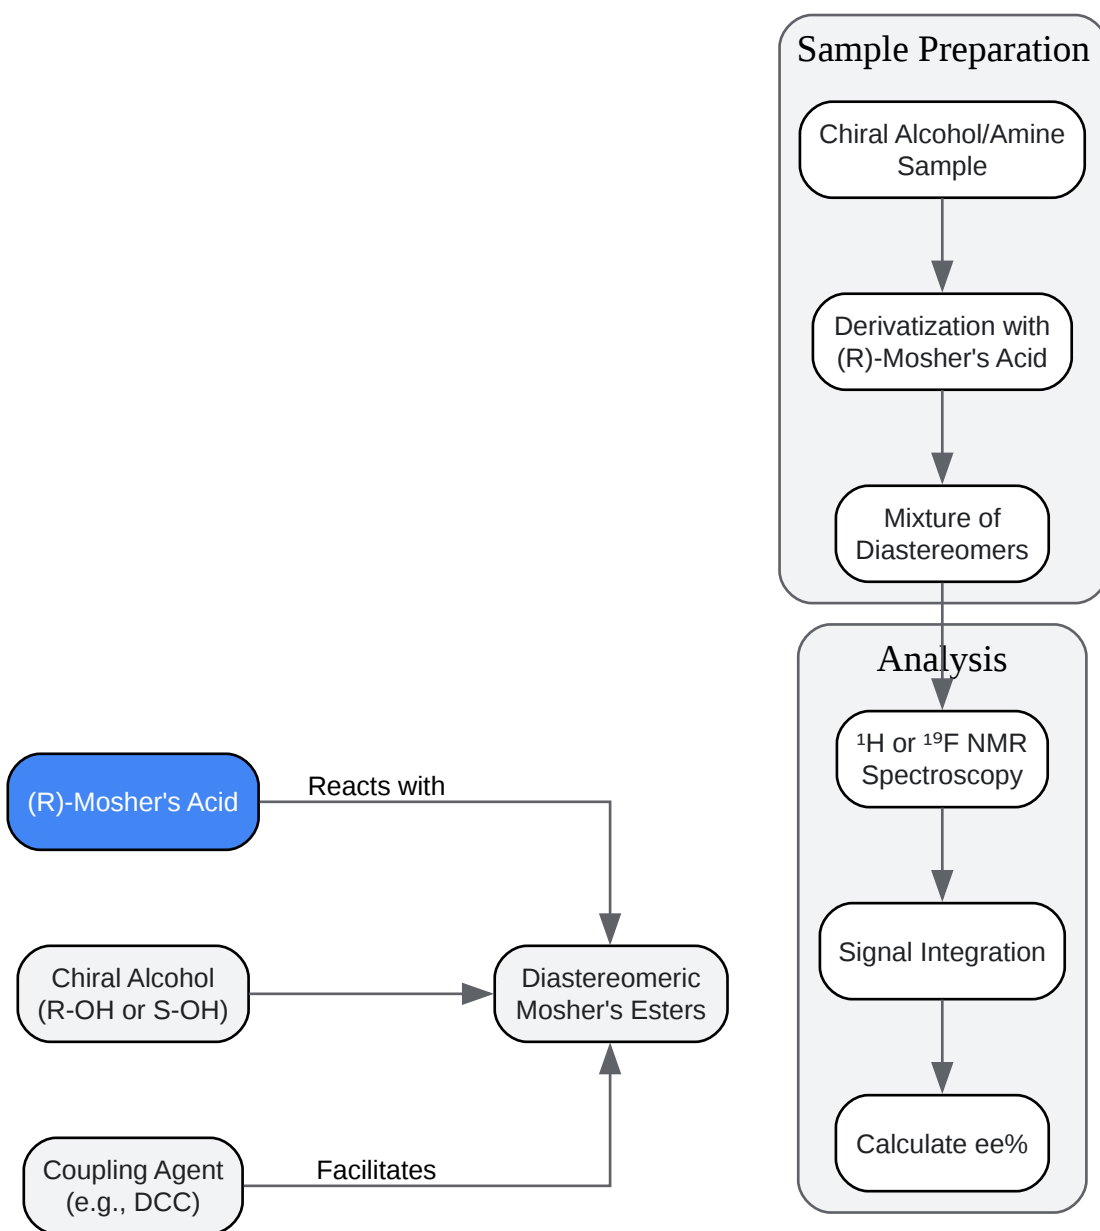 Sample Preparation
Chiral Alcohol/Amine
Sample
Derivatization with
(R)-Mosher's Acid
Mixture of
Diastereomers
Analysis
¹H or ¹⁹F NMR
Spectroscopy
Signal Integration
Calculate ee%
(R)-Mosher's Acid
Reacts with
Chiral Alcohol
(R-OH or S-OH)
Diastereomeric
Mosher's Esters
Coupling Agent
(e.g., DCC)
Facilitates